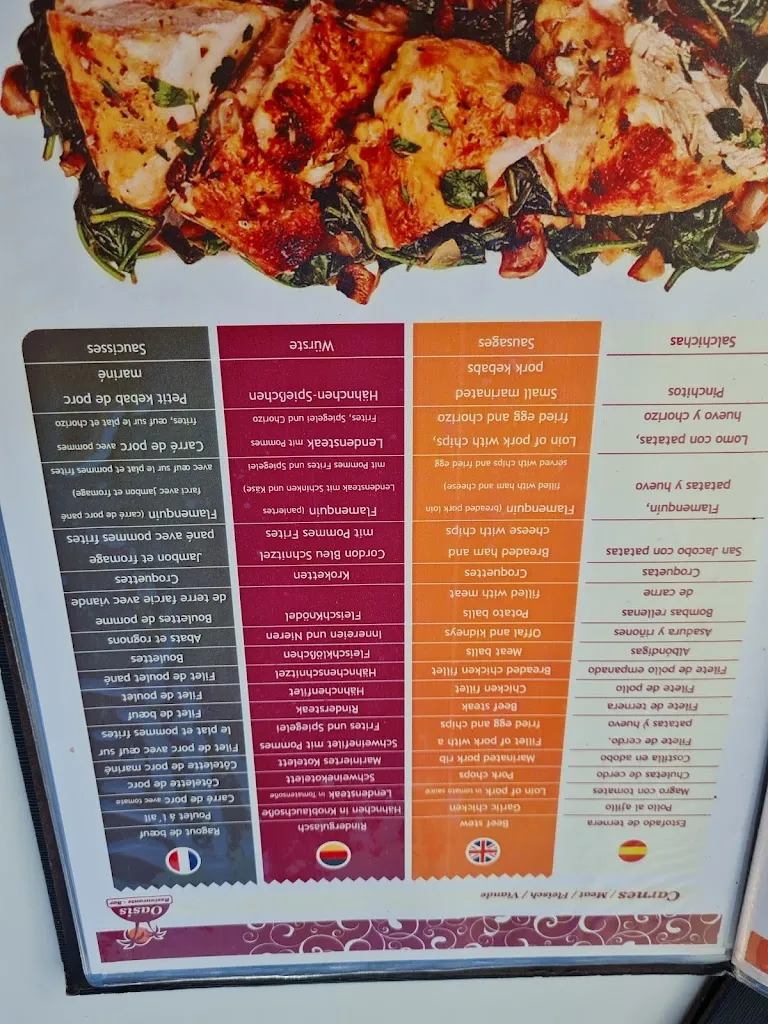 Oasis
Restaurante - Bar
Carnes / Meat / Fleisch / Viande
Estofado de ternera
Pollo al ajillo
Magro con tomates
Chuletas de cerdo
Costilla en adobo
Filete de, cerdo,
patatas y huevo
Filete de ternera
Filete de pollo
Filete de pollo empanado
Albóndigas
Asadura y riñones
Bombas rellenas
de carne
Croquetas
San Jacobo con patatas
Flamenquin,
patatas y huevo
Lomo con patatas,
huevo y chorizo
Pinchitos
Salchichas
Beef stew
Garlic chicken
Loin of pork in tomato sauce
Pork chops
Marinated pork rib
Fillet of pork with a
fried egg and chips
Beef steak
Chicken fillet
Breaded chicken fillet
Meat balls
Offal and kidneys
Potato balls
filled with meat
Croquettes
Breaded ham and
cheese with chips
Flamenquin (breaded pork loin
filled with ham and cheese)
served with chips and fried egg
Loin of pork with chips,
fried egg and chorizo
Small marinated
pork kebabs
Sausages
Rindergulasch
Hähnchen in Knoblauchsoße
Lendensteak in Tomatensoße
Schweinekotelett
Mariniertes Kotelett
Schweinefilet mit Pommes
Frites und Spiegelei
Rindersteak
Hähnchenfilet
Hähnchenschnitzel
Fleischflößchen
Innereien und Nieren
FleischKnödel
Kroketten
Cordon Bleu Schnitzel
mit Pommes Frites
Flamenquin (paniertes
Lendensteak mit Schinken und Käse)
mit Pommes Frites und Spiegelei
Lendensteak mit Pommes
Frites, Spiegelei und Chorizo
Hähnchen-Spießchen
Würste
Ragout de bœuf
Poulet à l'ail
Carré de porc avec tomate
Côtelette de porc
Côtelette de porc mariné
Filet de porc avec œuf sur
le plat et pommes frites
Filet de bœuf
Filet de poulet
Filet de poulet pané
Boulettes
Abats et rognons
Boulettes de pomme
de terre farcie avec viande
Croquettes
Jambon et fromage
pané avec pommes frites
Flamenquin (carré de porc pané
farci avec jambon et fromage)
avec œuf sur le plat et pommes frites
Carré de porc avec pommes
frites, œuf sur le plat et chorizo
Petit kebab de porc
mariné
Saucisses